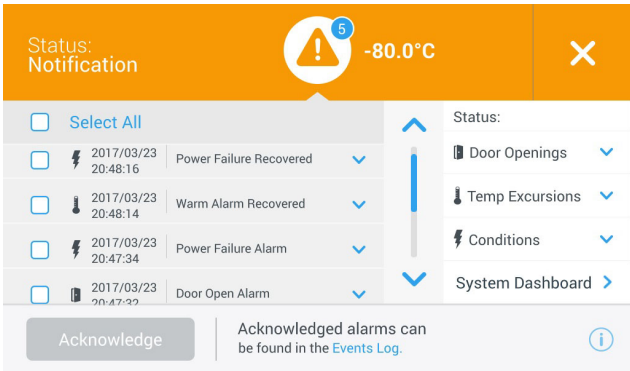 Status:
Notification
5
-80.0°C
Select All
2017/03/23
20:48:16
Power Failure Recovered
2017/03/23
20:48:14
Warm Alarm Recovered
2017/03/23
20:47:34
Power Failure Alarm
2017/03/23
20:47:32
Door Open Alarm
Status:
Door Openings
Temp Excursions
Conditions
System Dashboard
Acknowledge
Acknowledged alarms can
be found in the Events Log.